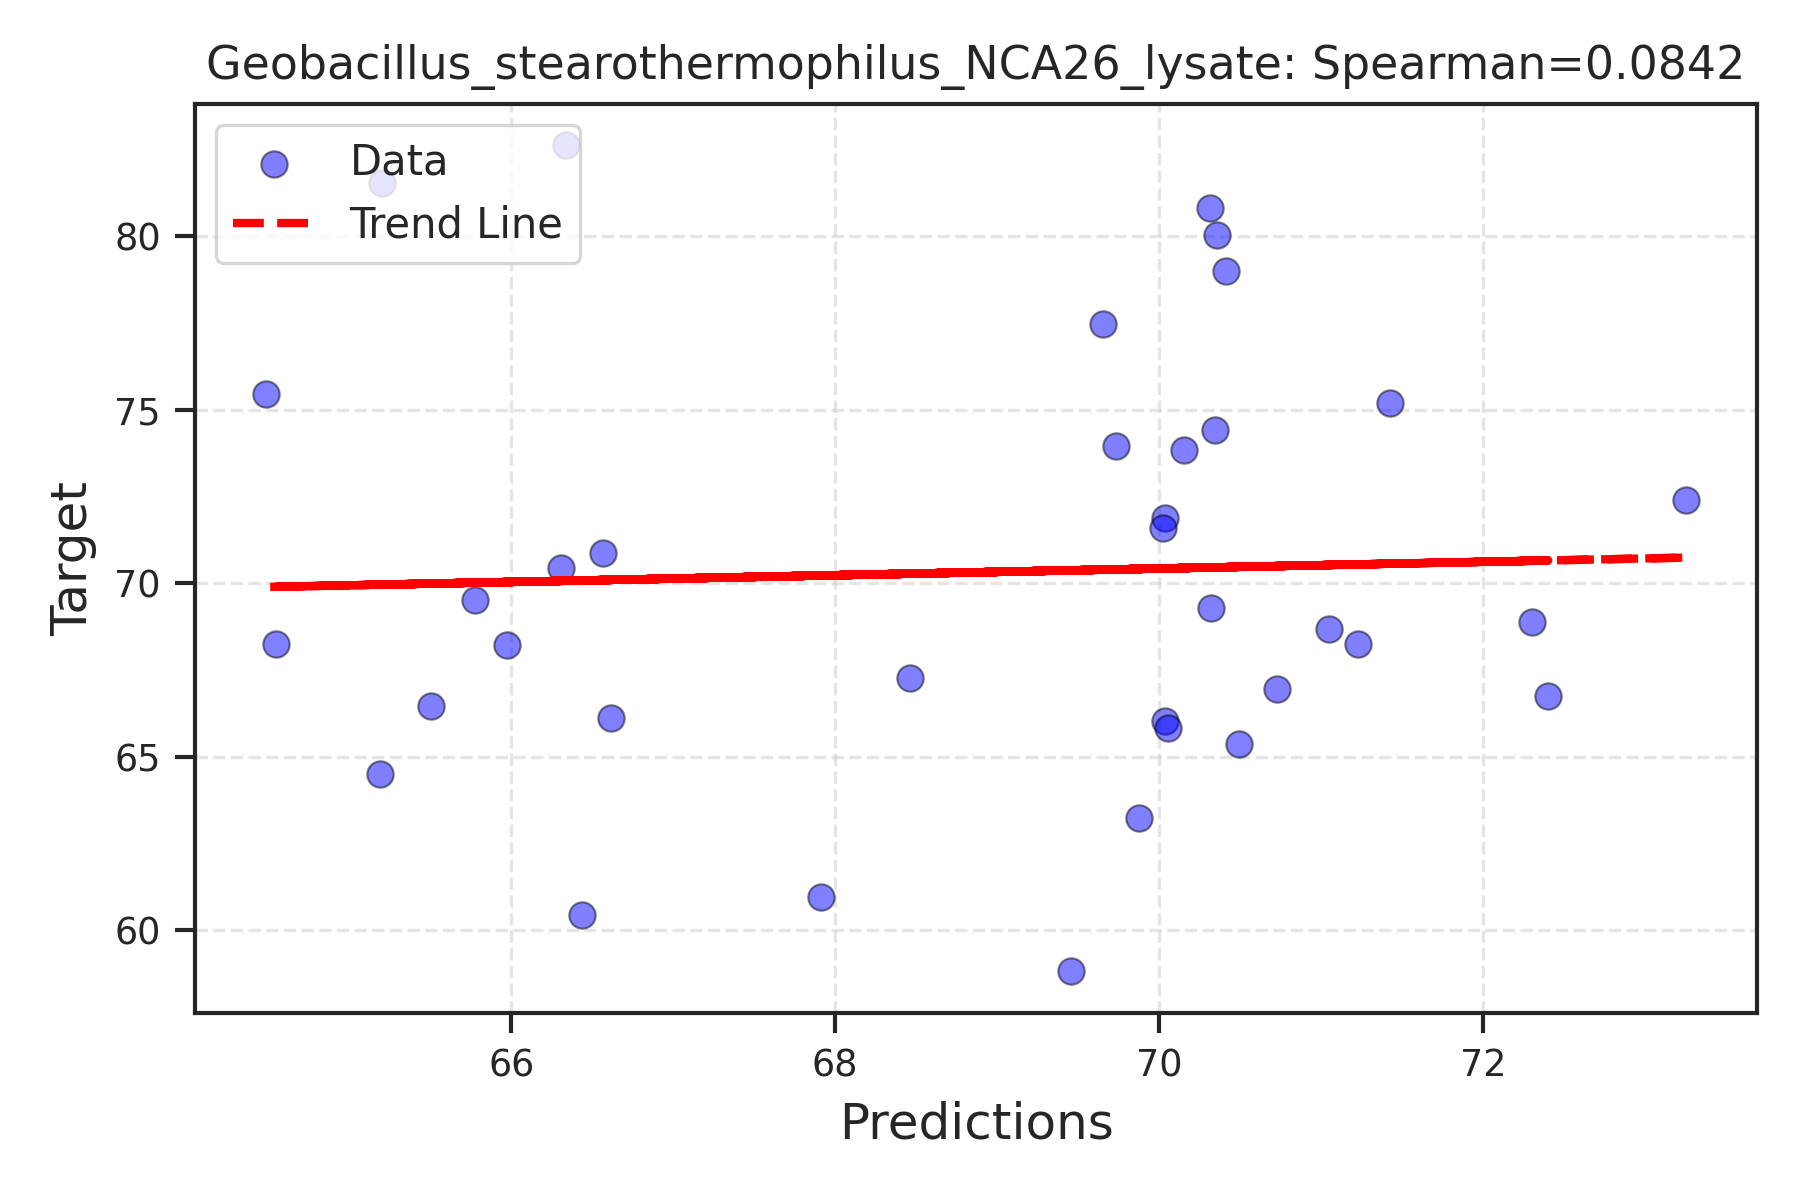 Geobacillus_stearothermophilus_NCA26_lysate: Spearman=0.0842
Data
Trend Line
80
75
70
65
60
Target
66 68 70 72
Predictions